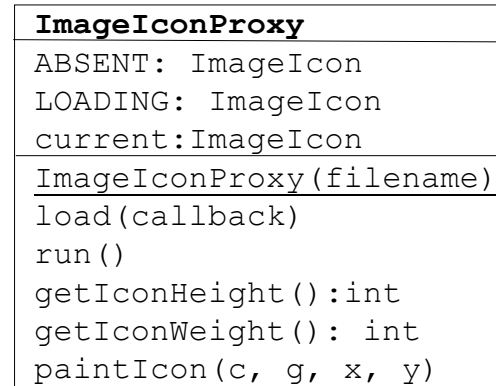 ImageIconProxy
ABSENT: ImageIcon
LOADING: ImageIcon
current:ImageIcon
ImageIconProxy(filename)
load(callback)
run()
getIconHeight():int
getIconWeight(): int
paintIcon(c, g, x, y)